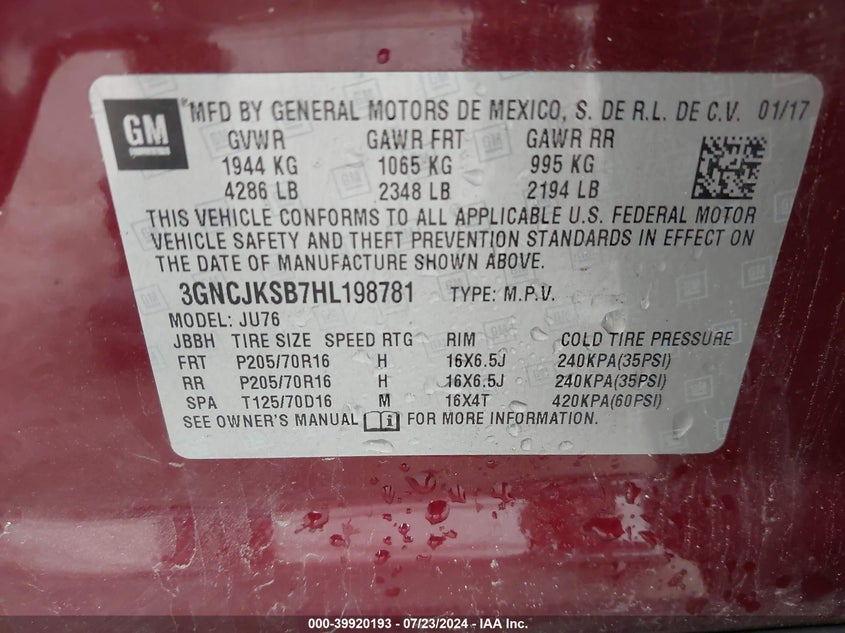 GM
MFD BY GENERAL MOTORS DE MEXICO, S. DE R.L. DE C.V. 01/17
GVWR GAWR FRT GAWR RR
1944 KG 1065 KG 995 KG
4286 LB 2348 LB 2194 LB
THIS VEHICLE CONFORMS TO ALL APPLICABLE U.S. FEDERAL MOTOR
VEHICLE SAFETY AND THEFT PREVENTION STANDARDS IN EFFECT ON
THE DATE OF MANUFACTURE SHOWN ABOVE.
3GNCJKSB7HL198781 TYPE: M.P.V.
MODEL: JU76
JBBH TIRE SIZE SPEED RTG RIM COLD TIRE PRESSURE
FRT P205/70R16 H 16X6.5J 240KPA(35PSI)
RR P205/70R16 H 16X6.5J 240KPA(35PSI)
SPA T125/70D16 M 16X4T 420KPA(60PSI)
SEE OWNER'S MANUAL FOR MORE INFORMATION.
000-39920193 - 07/23/2024 - IAA Inc.